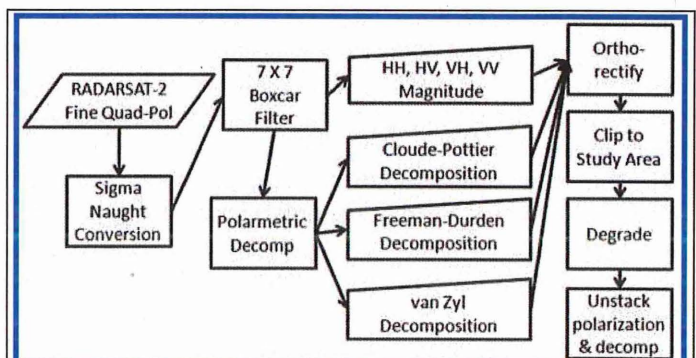 RADARSAT-2
Fine Quad-Pol
Sigma
Naught
Conversion
7 X 7
Boxcar
Filter
Polarmetric
Decomp
HH, HV, VH, VV
Magnitude
Cloude-Pottier
Decomposition
Freeman-Durden
Decomposition
van Zyl
Decomposition
Ortho-
rectify
Clip to
Study Area
Degrade
Unstack
polarization
& decomp